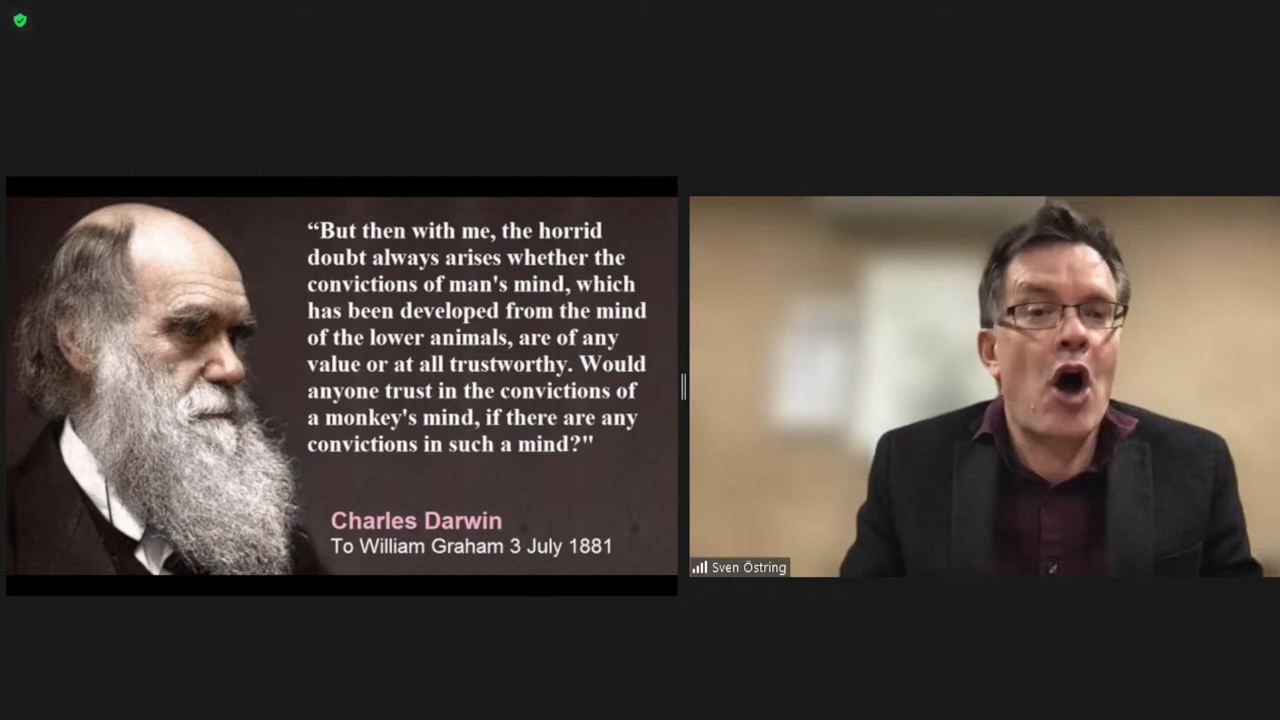 “But then with me, the horrid
doubt always arises whether the
convictions of man's mind, which
has been developed from the mind
of the lower animals, are of any
value or at all trustworthy. Would
anyone trust in the convictions of
a monkey's mind, if there are any
convictions in such a mind?"
Charles Darwin
To William Graham 3 July 1881
Sven Östring